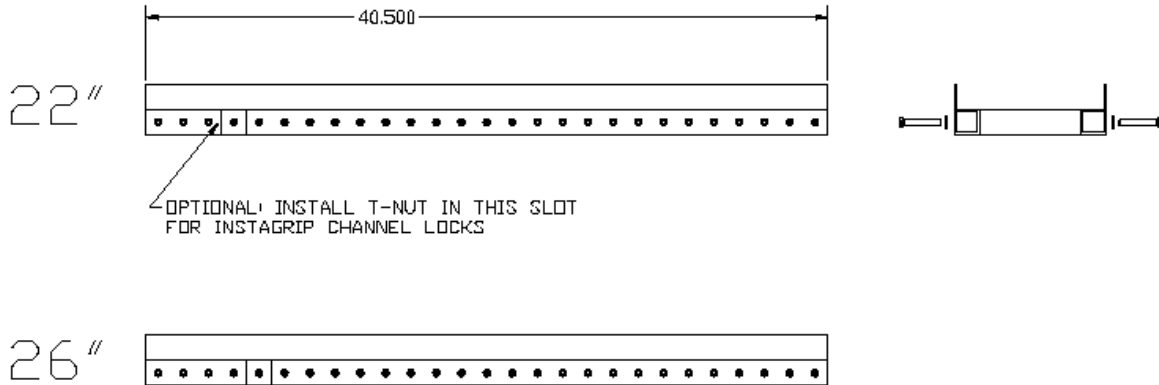 40.500
22"
OPTIONAL: INSTALL T-NUT IN THIS SLOT
FOR INSTAGRIP CHANNEL LOCKS
26"